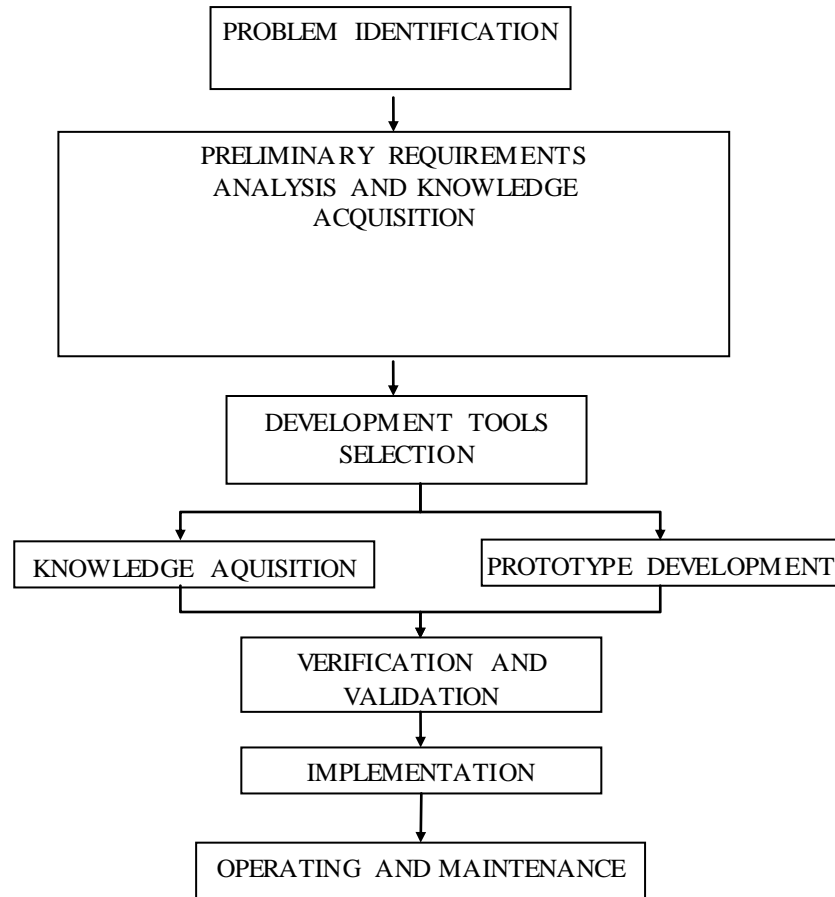 PROBLEM IDENTIFICATION
PRELIMINARY REQUIREMENTS
ANALYSIS AND KNOWLEDGE
ACQUISITION
DEVELOPMENT TOOLS
SELECTION
KNOWLEDGE AQUISITION
PROTOTYPE DEVELOPMENT
VERIFICATION AND
VALIDATION
IMPLEMENTATION
OPERATING AND MAINTENANCE